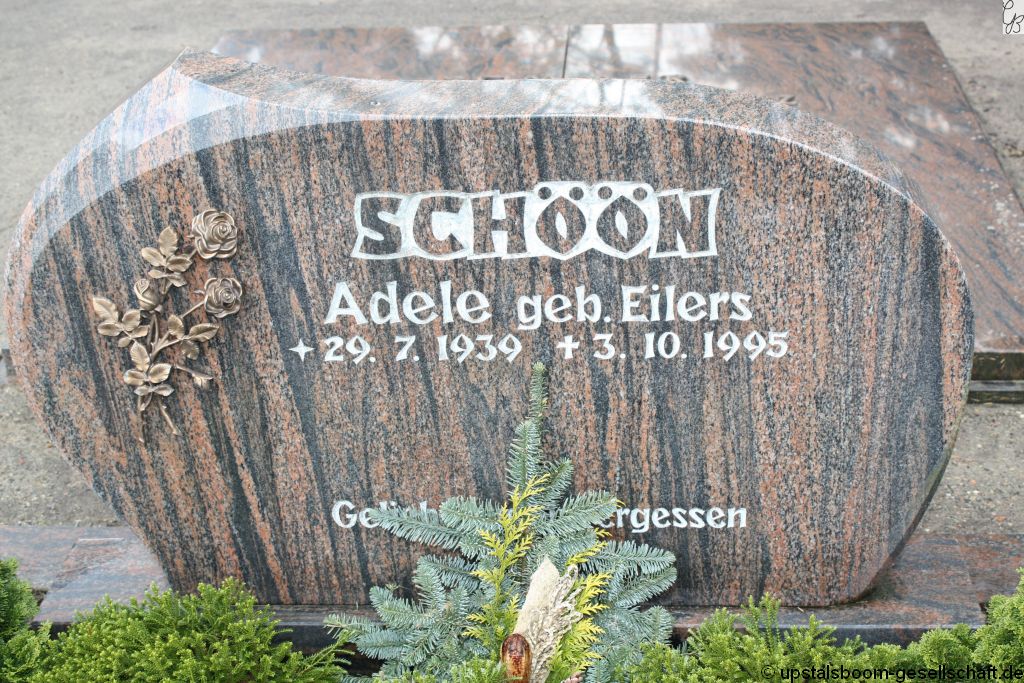 SCHÖÖN
Adele geb. Eilers
29. 7. 1939 ✝ 3. 10. 1995
© upstalsboom-gesellschaft.de